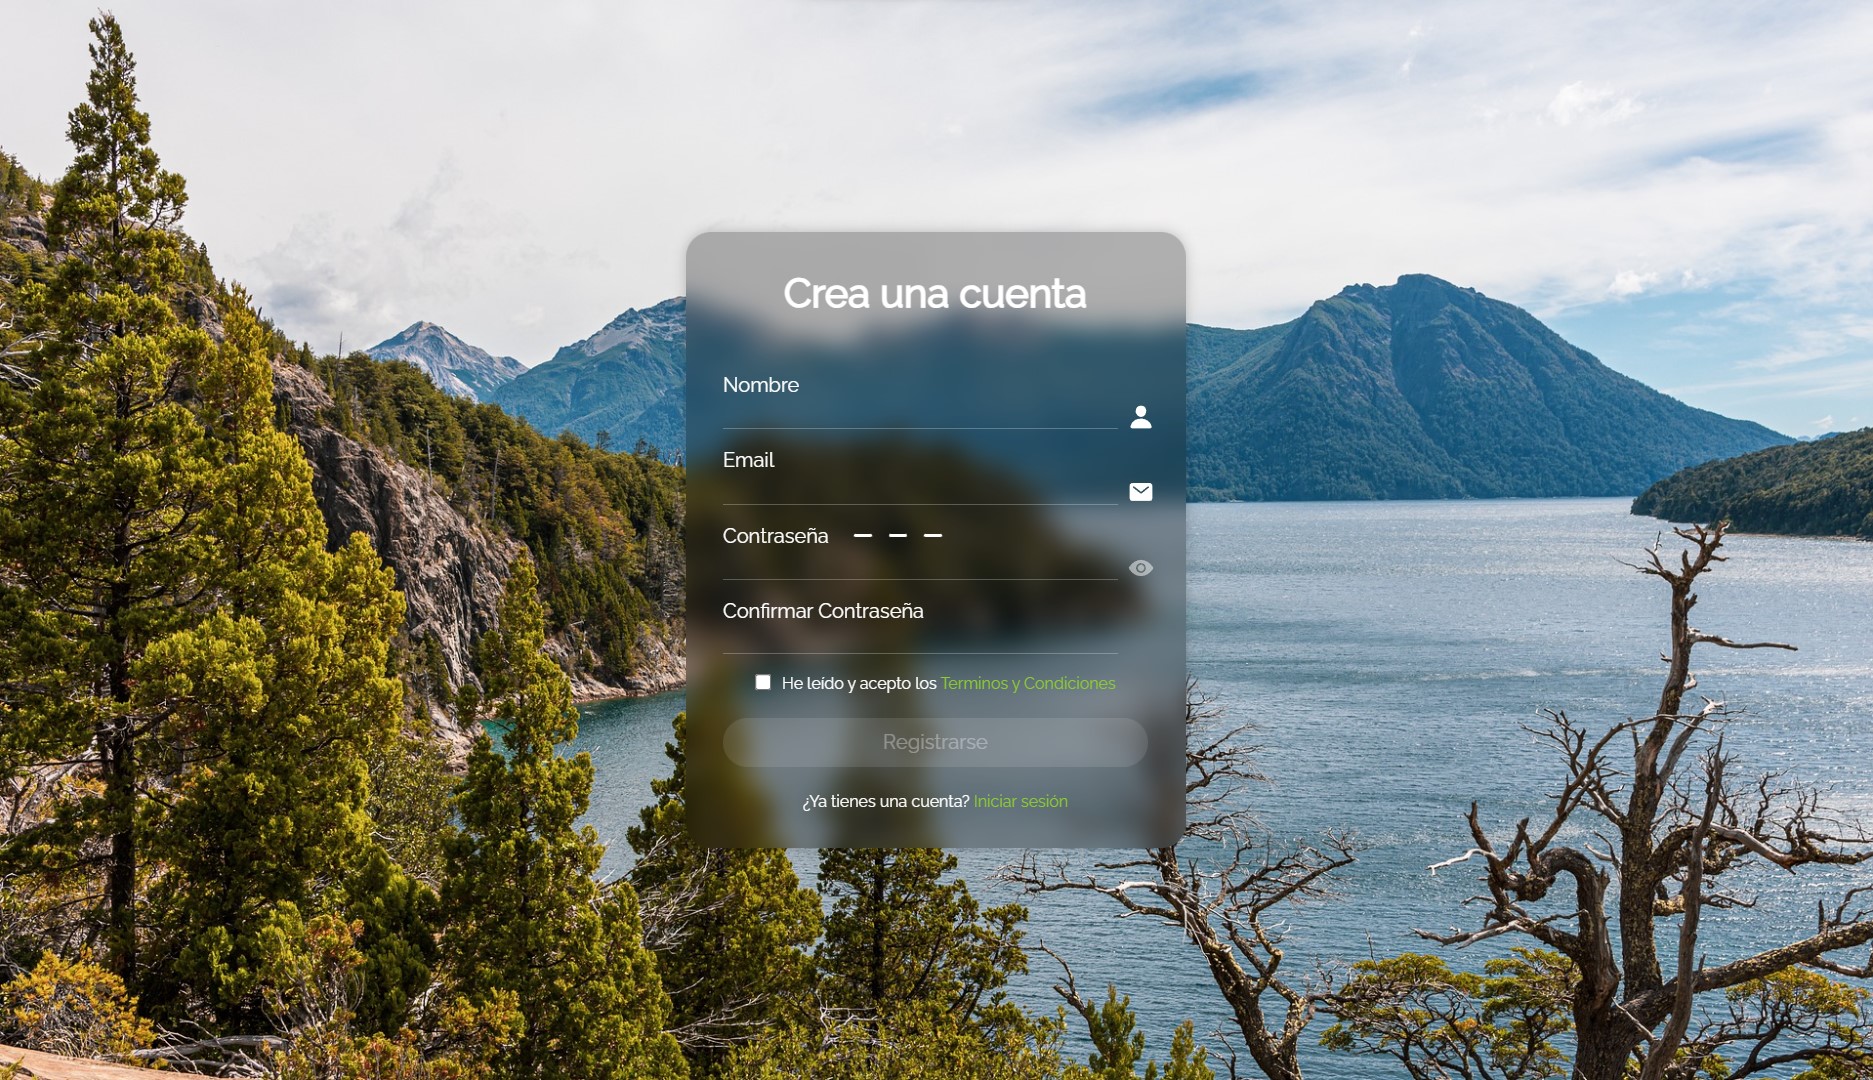 Crea una cuenta
Nombre
Email
Contraseña
Confirmar Contraseña
He leído y acepto los Terminos y Condiciones
Registrarse
¿Ya tienes una cuenta? Iniciar sesión